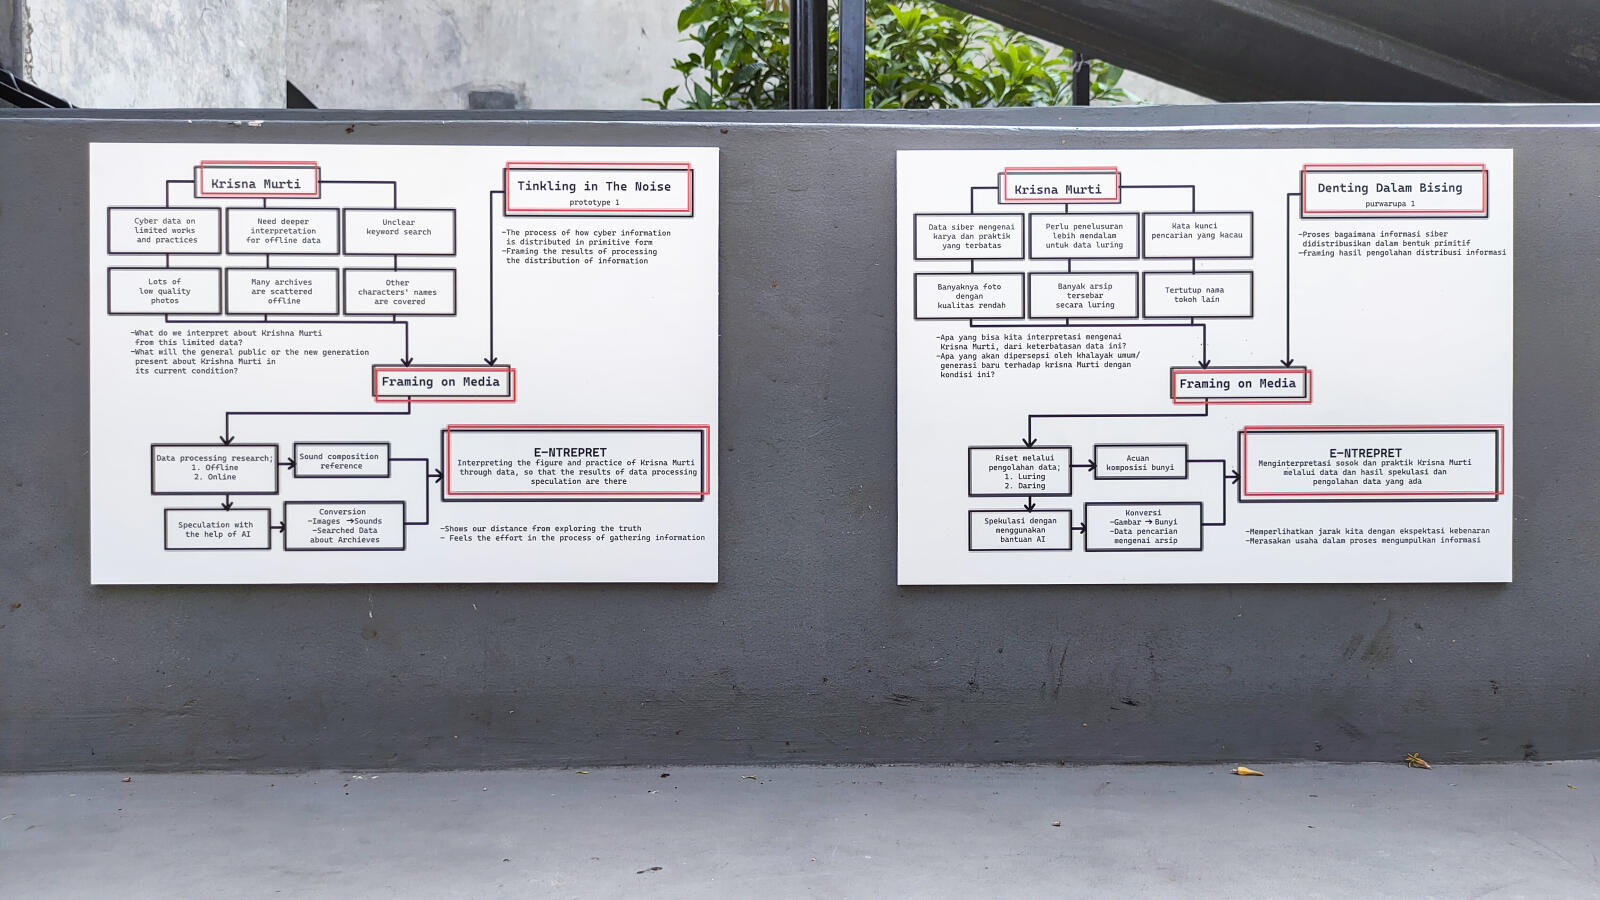 Krisna Murti
Cyber data on
limited works
and practices
Need deeper
interpretation
for offline data
Unclear
keyword search
Lots of
low quality
photos
Many archives
are scattered
offline
Other
characters' names
are covered
-What do we interpret about Krishna Murti
from this limited data?
-What will the general public or the new generation
present about Krishna Murti in
its current condition?
Tinkling in The Noise
prototype 1
-The process of how cyber information
is distributed in primitive form
-Framing the results of processing
the distribution of information
Framing on Media
Data processing research;
1. Offline
2. Online
Sound composition
reference
Speculation with
the help of AI
Conversion
-Images →Sounds
-Searched Data
about Archieves
E-NTREPRET
Interpreting the figure and practice of Krisna Murti
through data, so that the results of data processing
speculation are there
-Shows our distance from exploring the truth
- Feels the effort in the process of gathering information
Krisna Murti
Data siber mengenai
karya dan praktik
yang terbatas
Perlu penelusuran
lebih mendalam
untuk data luring
Kata kunci
pencarian yang kacau
Banyaknya foto
dengan
kualitas rendah
Banyak arsip
tersebar
secara luring
Tertutup nama
tokoh lain
-Apa yang bisa kita interpretasi mengenai
Krisna Murti, dari keterbatasan data ini?
-Apa yang akan dipersepsi oleh khalayak umum/
generasi baru terhadap krisna Murti dengan
kondisi ini?
Denting Dalam Bising
purwarupa 1
-Proses bagaimana informasi siber
didistribusikan dalam bentuk primitif
-framing hasil pengolahan distribusi informasi
Framing on Media
Riset melalui
pengolahan data;
1. Luring
2. Daring
Acuan
komposisi bunyi
Spekulasi dengan
menggunakan
bantuan AI
Konversi
-Gambar → Bunyi
-Data pencarian
mengenai arsip
E-NTREPRET
Menginterpretasi sosok dan praktik Krisna Murti
melalui data dan hasil spekulasi dan
pengolahan data yang ada
-Memperlihatkan jarak kita dengan ekspektasi kebenaran
-Merasakan usaha dalam proses mengumpulkan informasi